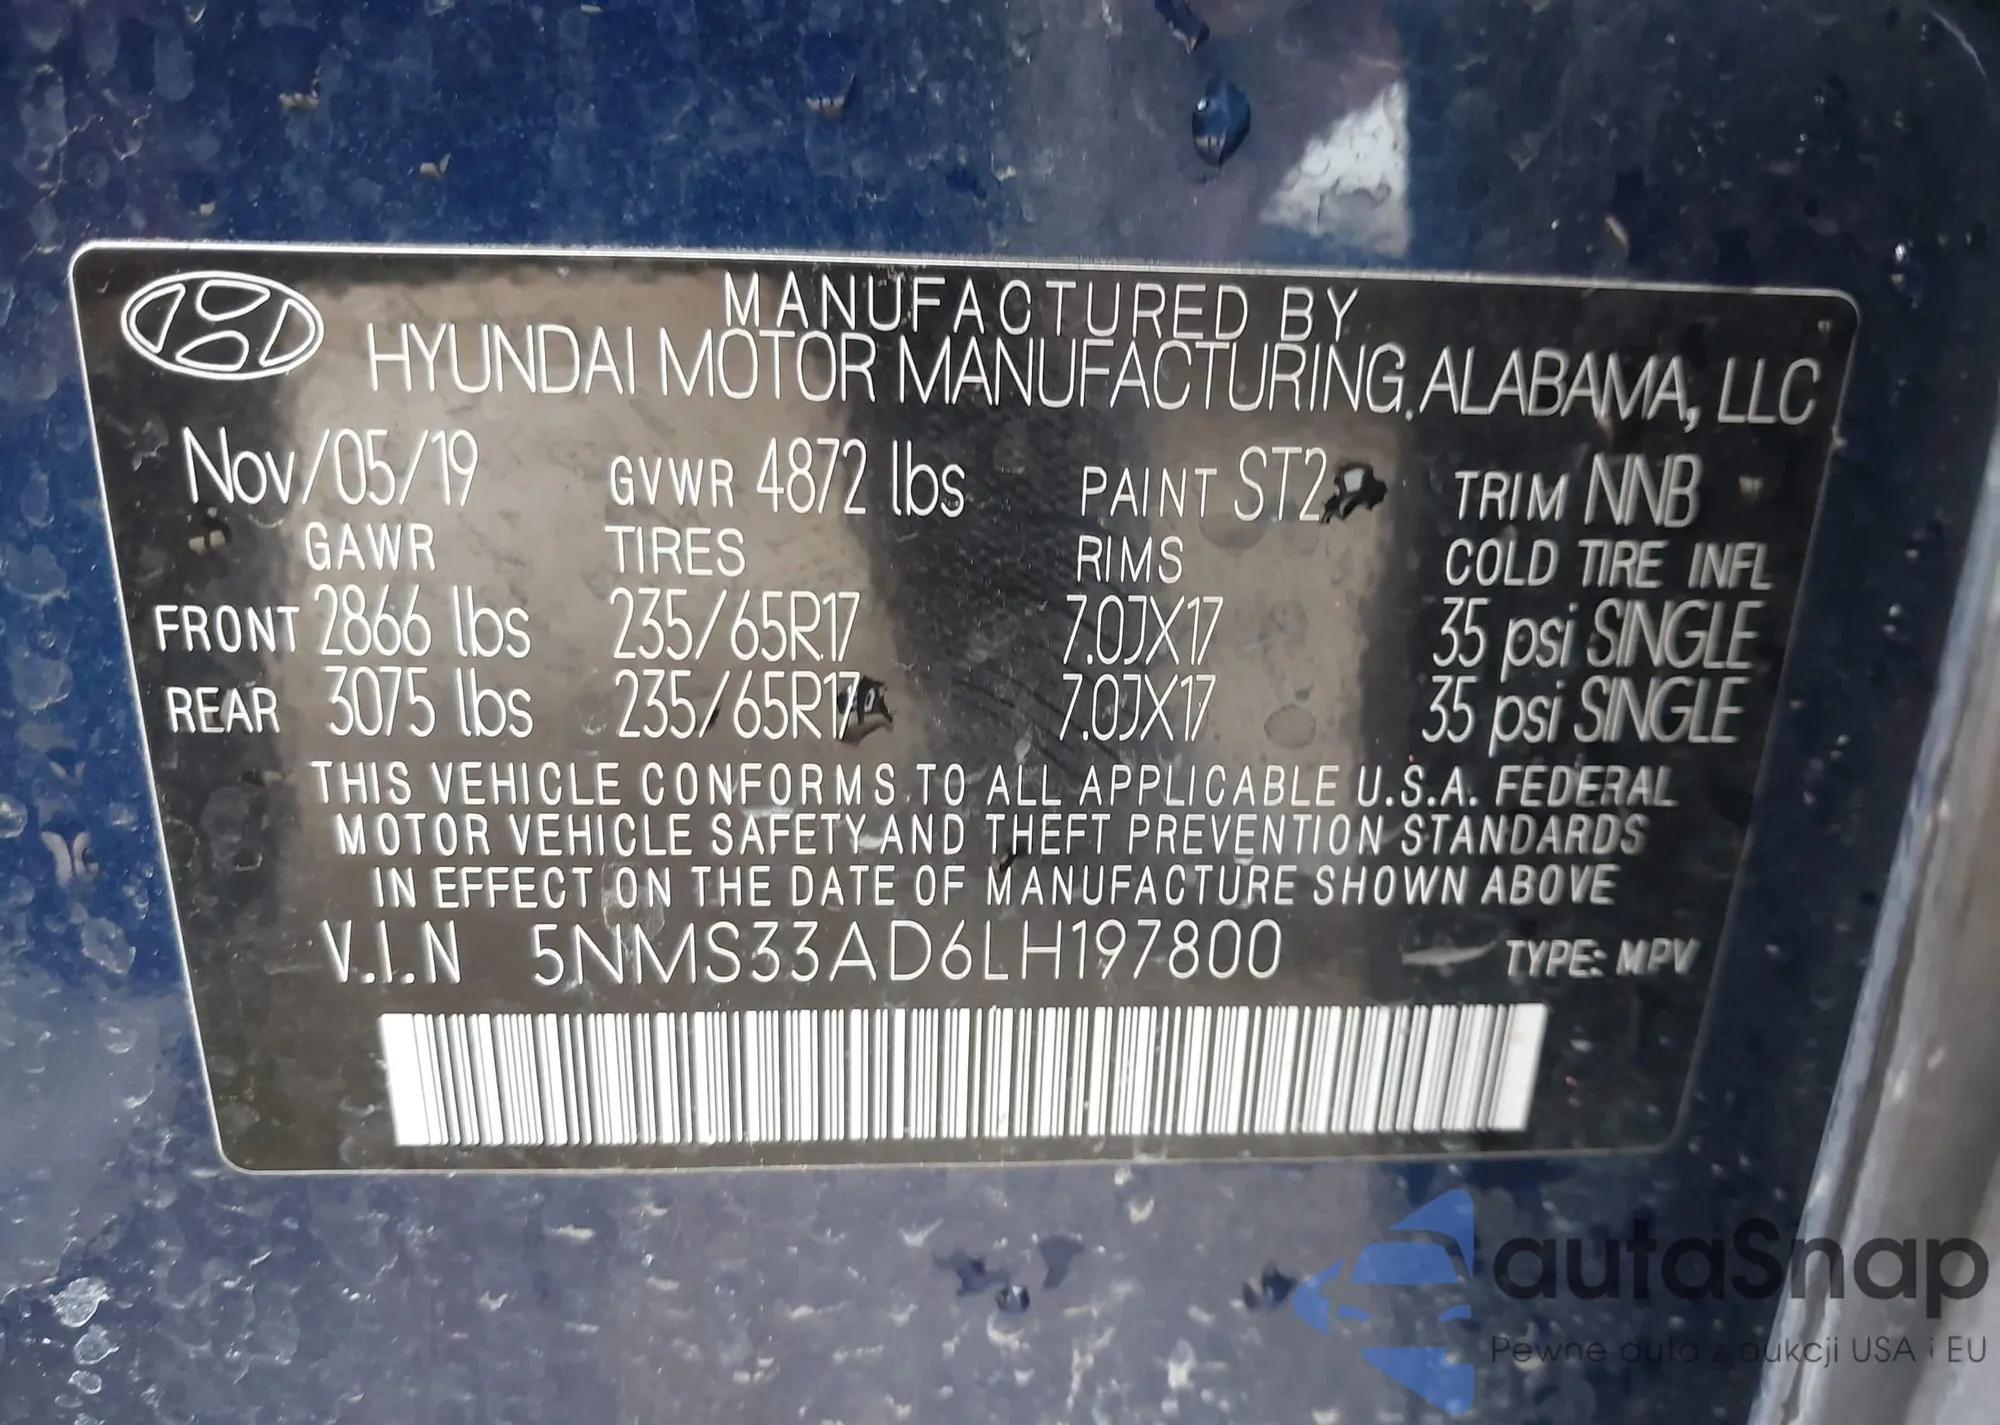 MANUFACTURED BY
HYUNDAI MOTOR MANUFACTURING, ALABAMA, LLC
Nov/05/19 GVWR 4872 lbs PAINT ST2 TRIM NNB
GAWR TIRES RIMS COLD TIRE INFL
FRONT 2866 lbs 235/65R17 7.0JX17 35 psi SINGLE
REAR 3075 lbs 235/65R17 7.0JX17 35 psi SINGLE
THIS VEHICLE CONFORMS TO ALL APPLICABLE U.S.A. FEDERAL
MOTOR VEHICLE SAFETY AND THEFT PREVENTION STANDARDS
IN EFFECT ON THE DATE OF MANUFACTURE SHOWN ABOVE
V.I.N 5NMS33AD6LH197800 TYPE: MPV
autaSnap
Pewne auta z aukcji USA i EU